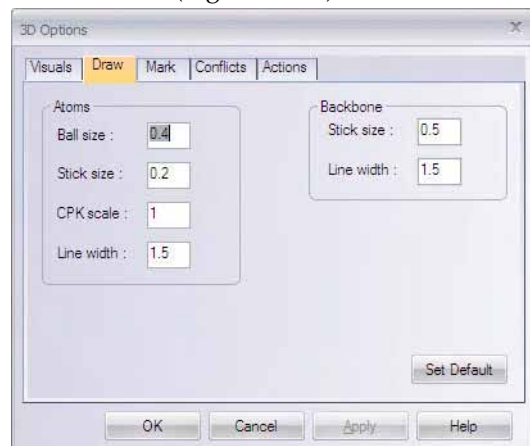 3D Options
Visuals Draw Mark Conflicts Actions
Atoms
Ball size : 0.4
Stick size : 0.2
CPK scale : 1
Line width : 1.5
Backbone
Stick size : 0.5
Line width : 1.5
Set Default
OK Cancel Apply Help